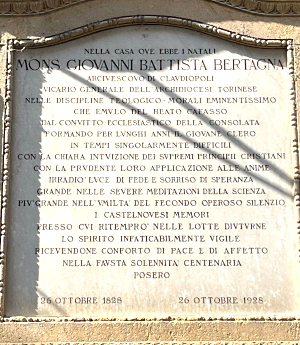 NELLA CASA OVE EBBE I NATALI
MONS. GIOVANNI BATTISTA BERTAGNA
ARCIVESCOVO DI CLAVDIOPOLI
VICARIO GENERALE DELL'ARCHIDIOCESI TORINESE
NELLE DISCIPLINE TEOLOGICO-MORALI EMINENTISSIMO
CHE EMVLO DEL BEATO CAFASSO
DAL CONVITTO ECCLESIASTICO DELLA CONSOLATA
FORMANDO PER LVNGHI ANNI IL GIOVANE CLERO
IN TEMPI SINGOLARMENTE DIFFICILI
CON LA CHIARA INTVIZIONE DEI SVPREMI PRINCIPII CRISTIANI
CON LA PRVDENTE LORO APPLICAZIONE ALLE ANIME
IRRADIO' LVCE DI FEDE E SORRISO DI SPERANZA
GRANDE NELLE SEVERE MEDITAZIONI DELLA SCIENZA
PIV' GRANDE NELL'VMILTA' DEL FECONDO OPEROSO SILENZIO
I CASTELNOVESI MEMORI
PRESSO CVI RITEMPRO' NELLE LOTTE DIVTVRNE
LO SPIRITO INFATICABILMENTE VIGILE
RICEVENDONE CONFORTO DI PACE E DI AFFETTO
NELLA FAVSTA SOLENNITA' CENTENARIA
POSERO
26 OTTOBRE 1828 26 OTTOBRE 1928